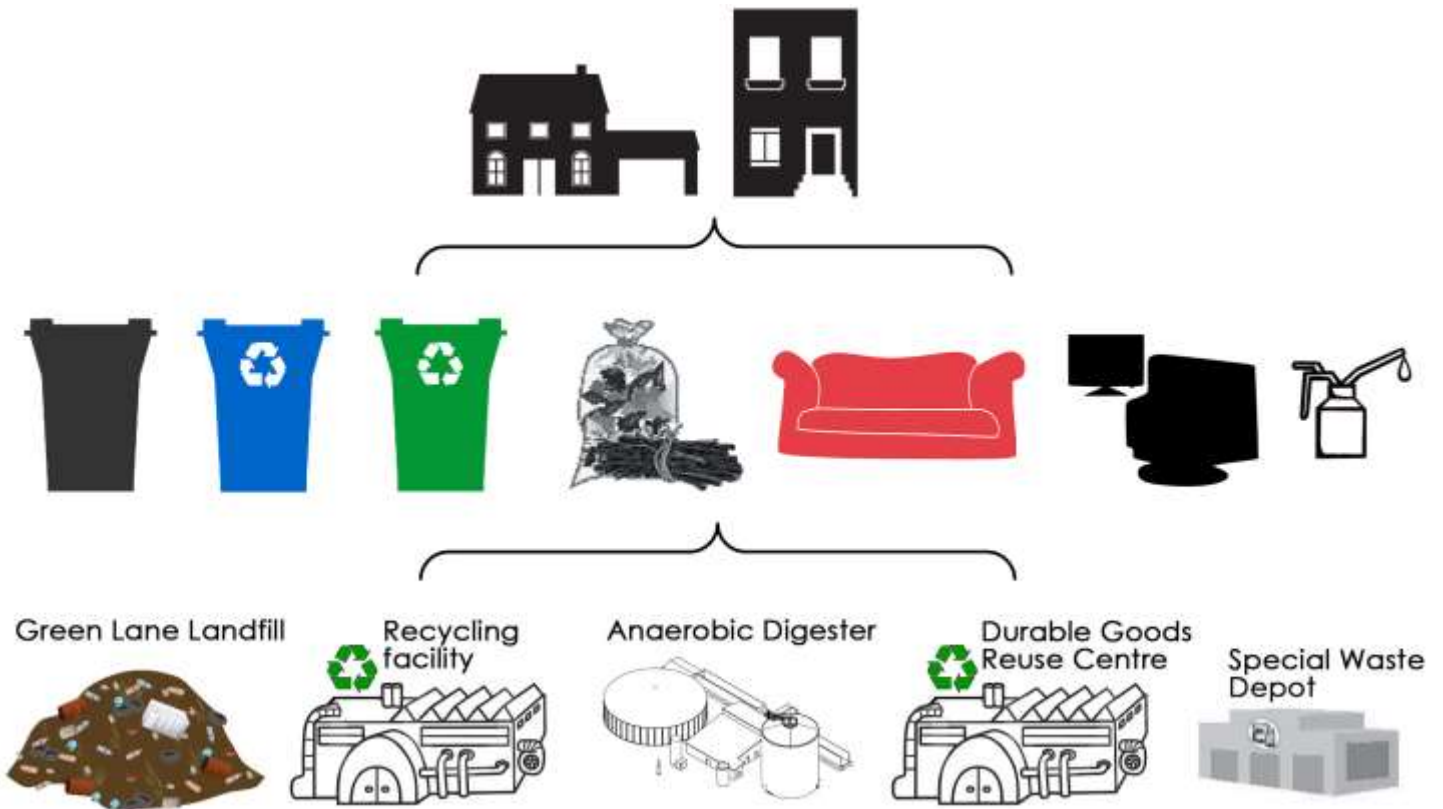 Green Lane Landfill
Recycling
facility
Anaerobic Digester
Durable Goods
Reuse Centre
Special Waste
Depot